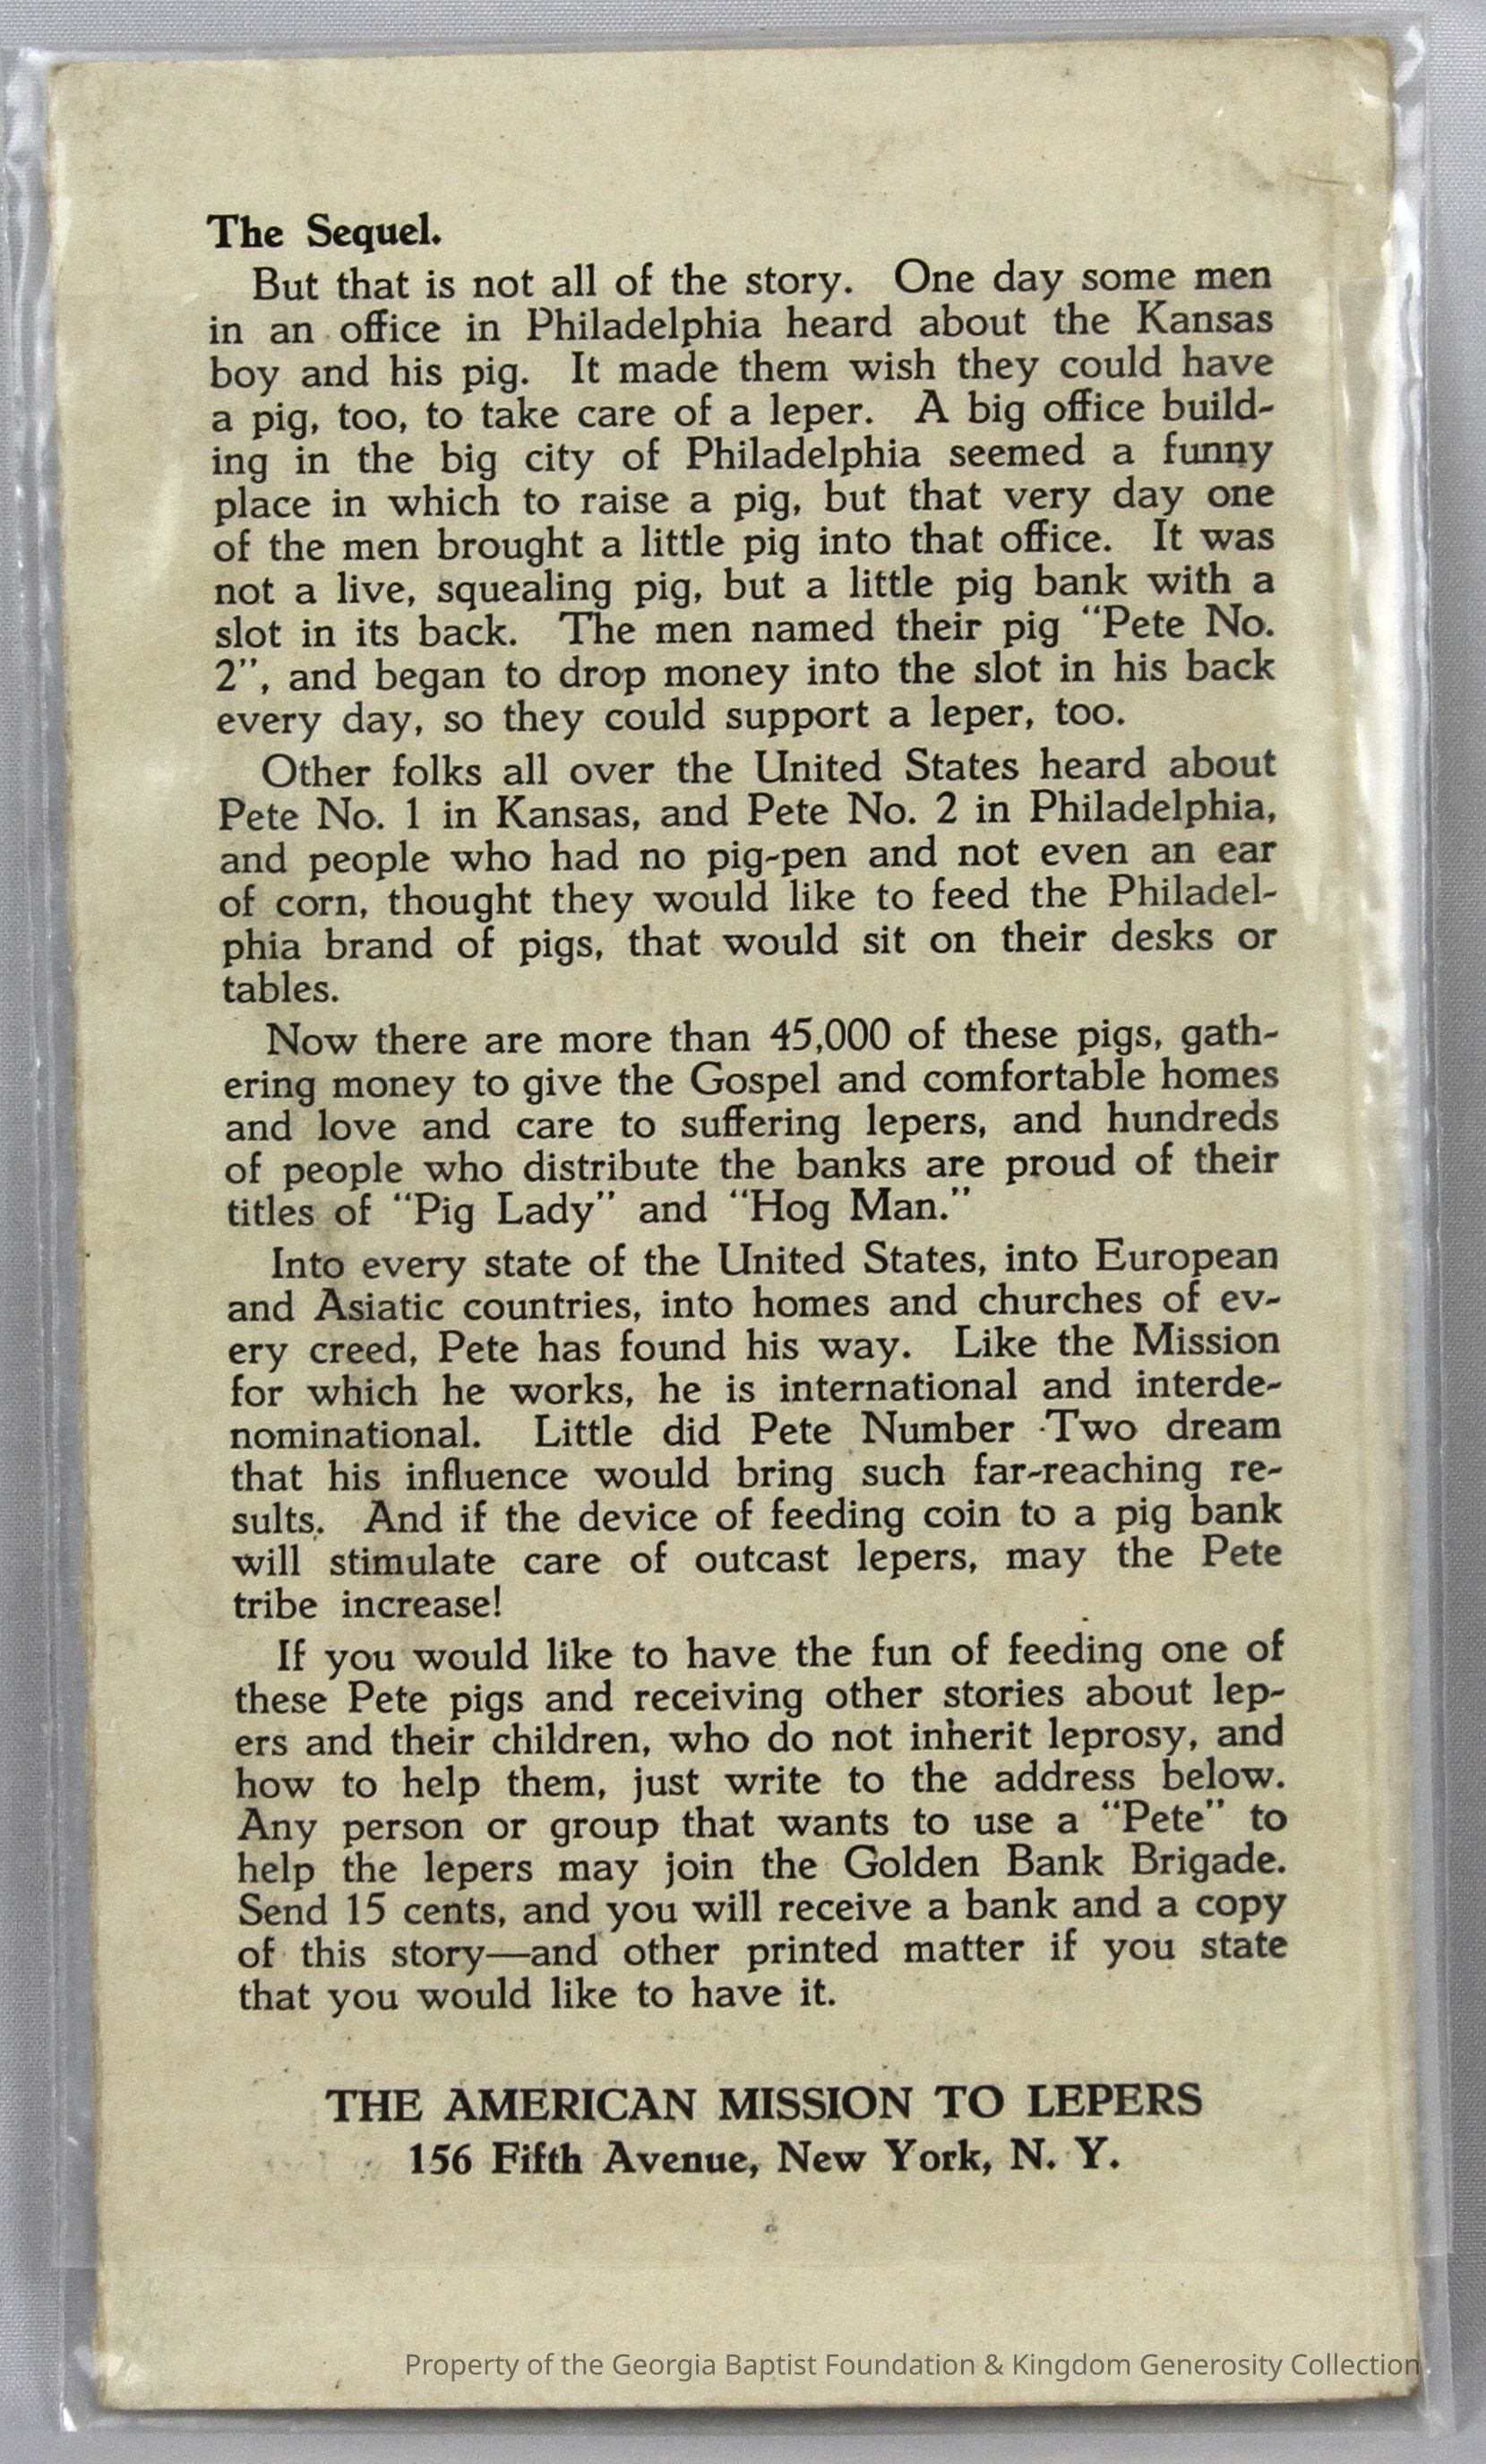 The Sequel.
But that is not all of the story. One day some men
in an office in Philadelphia heard about the Kansas
boy and his pig. It made them wish they could have
a pig, too, to take care of a leper. A big office build-
ing in the big city of Philadelphia seemed a funny
place in which to raise a pig, but that very day one
of the men brought a little pig into that office. It was
not a live, squealing pig, but a little pig bank with a
slot in its back. The men named their pig “Pete No.
2”, and began to drop money into the slot in his back
every day, so they could support a leper, too.
Other folks all over the United States heard about
Pete No. 1 in Kansas, and Pete No. 2 in Philadelphia,
and people who had no pig-pen and not even an ear
of corn, thought they would like to feed the Philadel-
phia brand of pigs, that would sit on their desks or
tables.
Now there are more than 45,000 of these pigs, gath-
ering money to give the Gospel and comfortable homes
and love and care to suffering lepers, and hundreds
of people who distribute the banks are proud of their
titles of “Pig Lady” and “Hog Man.”
Into every state of the United States, into European
and Asiatic countries, into homes and churches of ev-
ery creed, Pete has found his way. Like the Mission
for which he works, he is international and interde-
nominational. Little did Pete Number Two dream
that his influence would bring such far-reaching re-
sults. And if the device of feeding coin to a pig bank
will stimulate care of outcast lepers, may the Pete
tribe increase!
If you would like to have the fun of feeding one of
these Pete pigs and receiving other stories about lep-
ers and their children, who do not inherit leprosy, and
how to help them, just write to the address below.
Any person or group that wants to use a “Pete” to
help the lepers may join the Golden Bank Brigade.
Send 15 cents, and you will receive a bank and a copy
of this story—and other printed matter if you state
that you would like to have it.
THE AMERICAN MISSION TO LEPERS
156 Fifth Avenue, New York, N. Y.
Property of the Georgia Baptist Foundation & Kingdom Generosity Collection